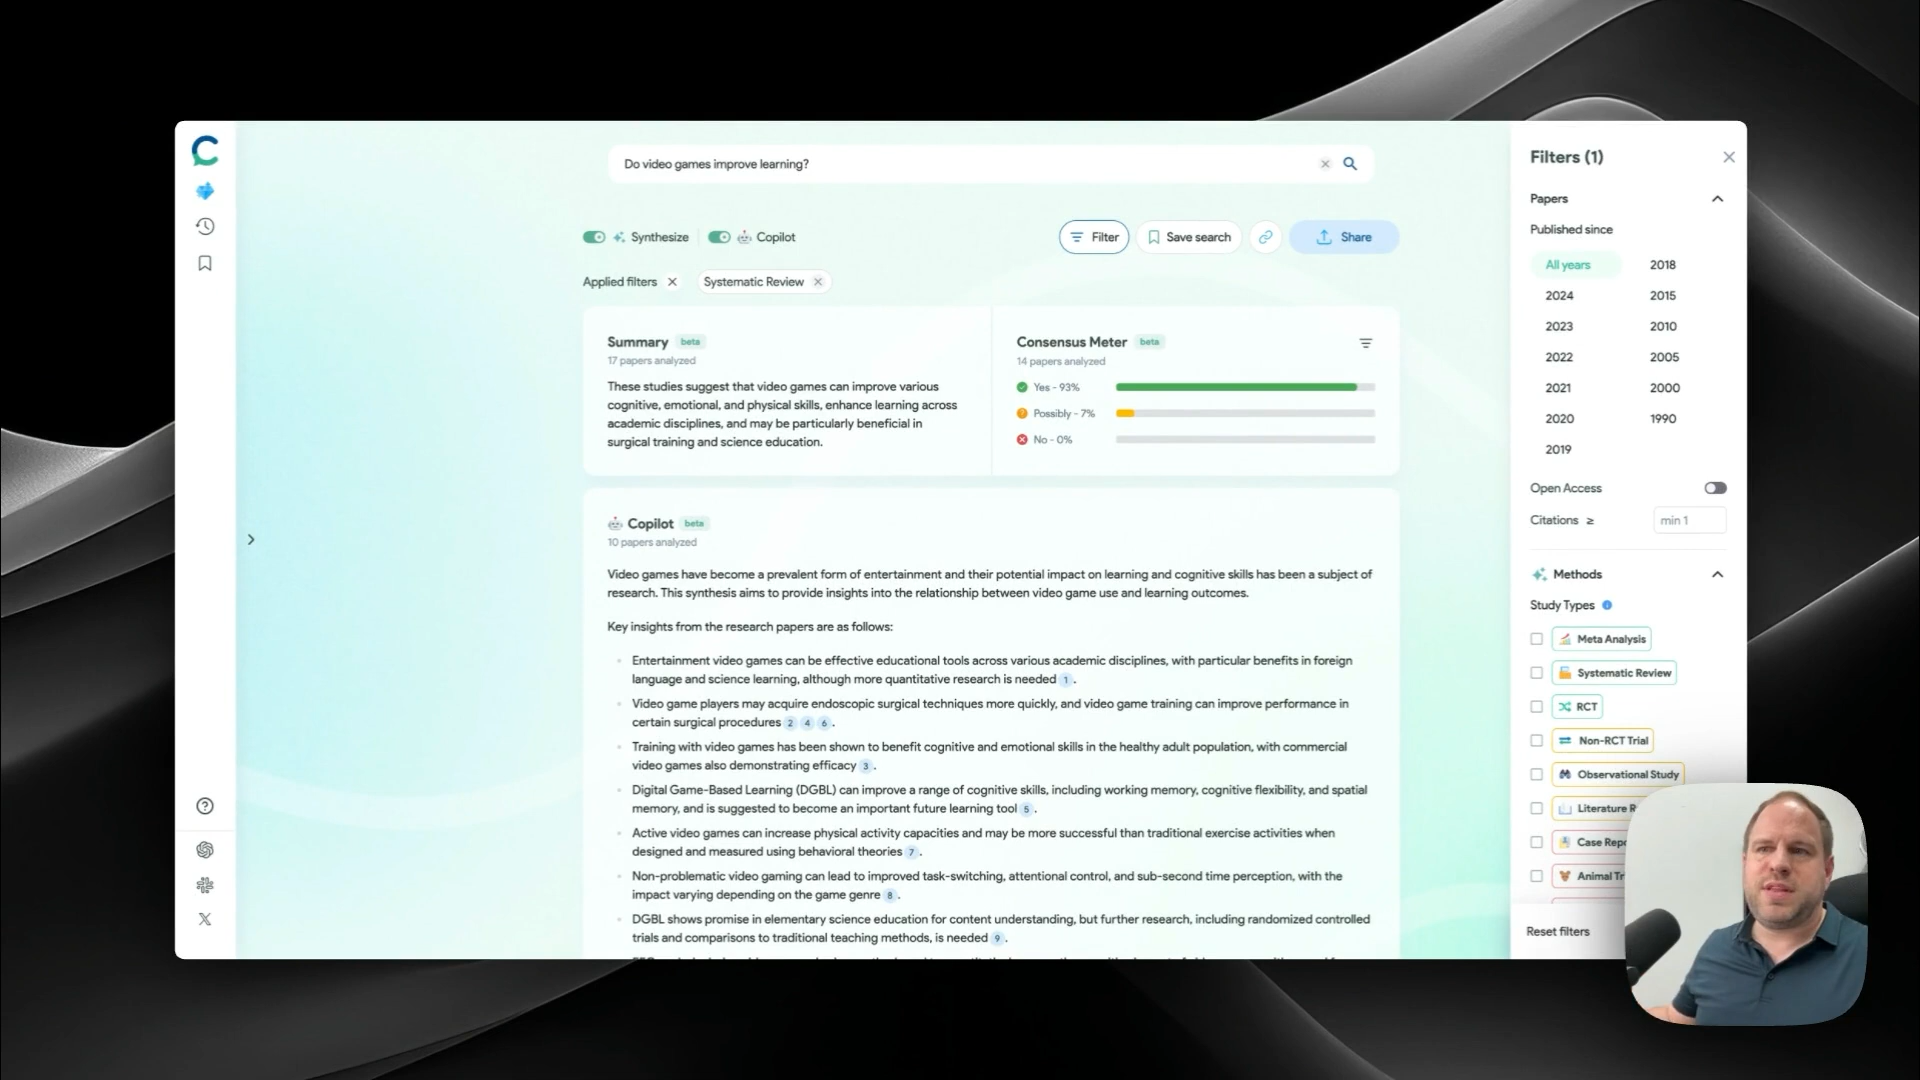 Do video games improve learning?
Synthesize
Copilot
Filter
Save search
Share
Applied filters
Systematic Review
Summary beta
17 papers analyzed
These studies suggest that video games can improve various
cognitive, emotional, and physical skills, enhance learning across
academic disciplines, and may be particularly beneficial in
surgical training and science education.
Consensus Meter beta
14 papers analyzed
Yes - 93%
Possibly - 7%
No - 0%
Copilot beta
10 papers analyzed
Video games have become a prevalent form of entertainment and their potential impact on learning and cognitive skills has been a subject of
research. This synthesis aims to provide insights into the relationship between video game use and learning outcomes.
Key insights from the research papers are as follows:
Entertainment video games can be effective educational tools across various academic disciplines, with particular benefits in foreign
language and science learning, although more quantitative research is needed 1 .
Video game players may acquire endoscopic surgical techniques more quickly, and video game training can improve performance in
certain surgical procedures 2 4 6 .
Training with video games has been shown to benefit cognitive and emotional skills in the healthy adult population, with commercial
video games also demonstrating efficacy 3 .
Digital Game-Based Learning (DGBL) can improve a range of cognitive skills, including working memory, cognitive flexibility, and spatial
memory, and is suggested to become an important future learning tool 5 .
Active video games can increase physical activity capacities and may be more successful than traditional exercise activities when
designed and measured using behavioral theories 7 .
Non-problematic video gaming can lead to improved task-switching, attentional control, and sub-second time perception, with the
impact varying depending on the game genre 8 .
DGBL shows promise in elementary science education for content understanding, but further research, including randomized controlled
trials and comparisons to traditional teaching methods, is needed 9 .
Filters (1)
Papers
Published since
All years 2018
2024 2015
2023 2010
2022 2005
2021 2000
2020 1990
2019
Open Access
Citations ≥ min 1
Methods
Study Types
Meta Analysis
Systematic Review
RCT
Non-RCT Trial
Observational Study
Literature R
Case Repo
Animal Tr
Reset filters